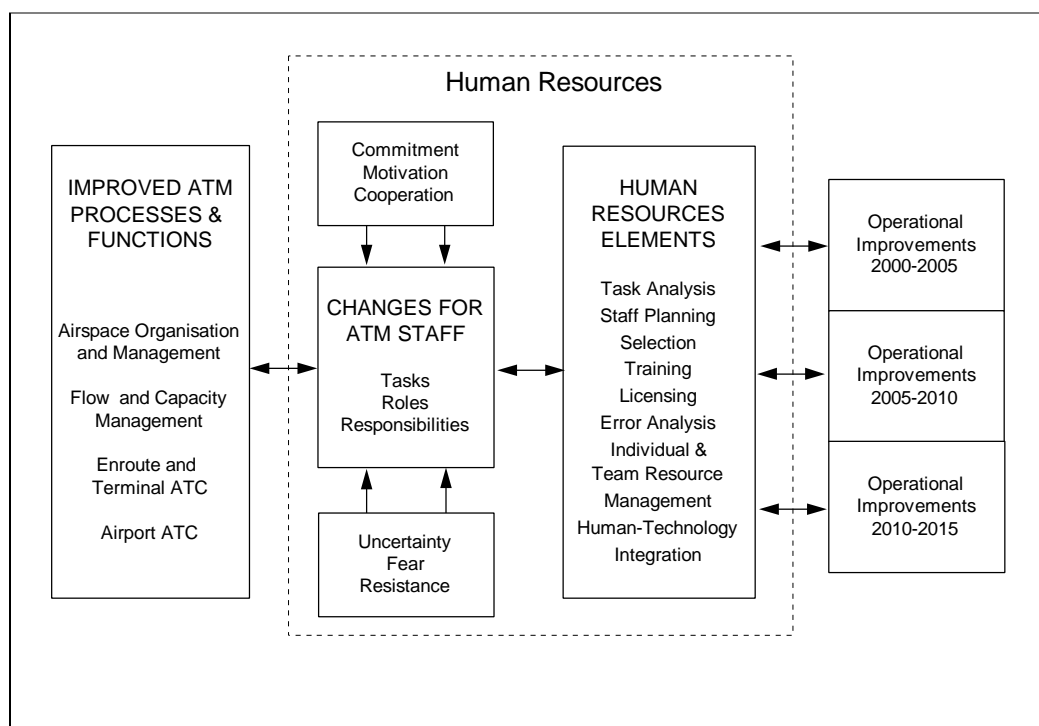 Human Resources
IMPROVED ATM
PROCESSES &
FUNCTIONS
Airspace Organisation
and Management
Flow and Capacity
Management
Enroute and
Terminal ATC
Airport ATC
Commitment
Motivation
Cooperation
CHANGES FOR
ATM STAFF
Tasks
Roles
Responsibilities
Uncertainty
Fear
Resistance
HUMAN
RESOURCES
ELEMENTS
Task Analysis
Staff Planning
Selection
Training
Licensing
Error Analysis
Individual &
Team Resource
Management
Human-Technology
Integration
Operational
Improvements
2000-2005
Operational
Improvements
2005-2010
Operational
Improvements
2010-2015